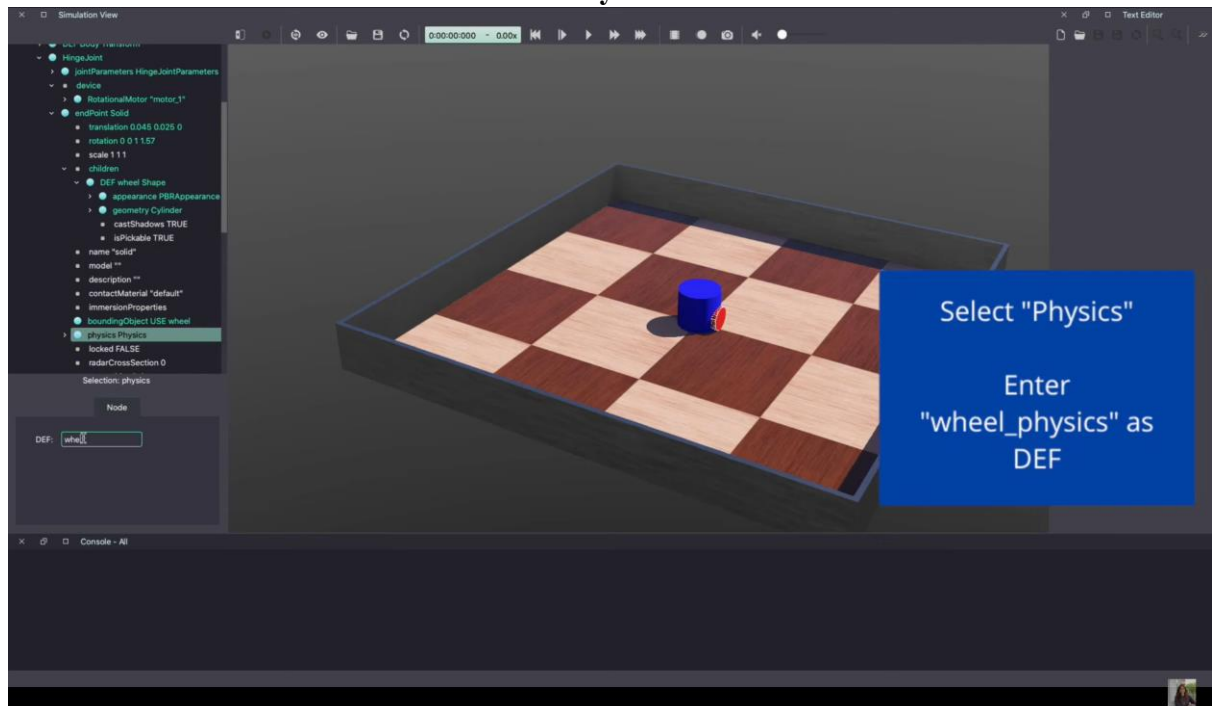 Simulation View
Text Editor
0:00:00:000 - 0.00x
DEF Body Transform
HingeJoint
jointParameters HingeJointParameters
device
RotationalMotor "motor_1"
endPoint Solid
translation 0.045 0.025 0
rotation 0 0 1 1.57
scale 1 1 1
children
DEF wheel Shape
appearance PBRAppearance
geometry Cylinder
castShadows TRUE
isPickable TRUE
name "solid"
model ""
description ""
contactMaterial "default"
immersionProperties
boundingObject USE wheel
physics Physics
locked FALSE
radarCrossSection 0
Selection: physics
Node
DEF: whe
Select "Physics"
Enter
"wheel_physics" as
DEF
Console - All